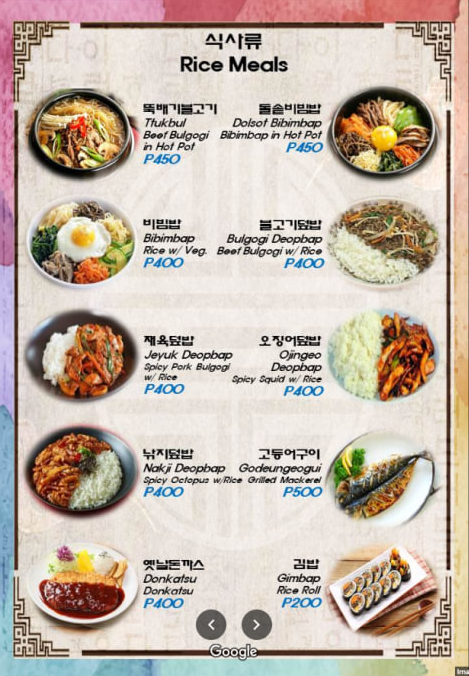 식사류
Rice Meals
뚝배기불고기
Ttukbul
Beef Bulgogi
in Hot Pot
P450
돌솥비빔밥
Dolsot Bibimbap
Bibimbap in Hot Pot
P450
비빔밥
Bibimbap
Rice w/ Veg.
P400
불고기덮밥
Bulgogi Deopbap
Beef Bulgogi w/ Rice
P400
제육덮밥
Jeyuk Deopbap
Spicy Pork Bulgogi
w/ Rice
P400
오징어덮밥
Ojingeo
Deopbap
Spicy Squid w/ Rice
P400
낙지덮밥
Nakji Deopbap
Spicy Octopus w/Rice
P400
고등어구이
Godeungeogui
Grilled Mackerel
P500
옛날돈까스
Donkatsu
Donkatsu
P400
김밥
Gimbap
Rice Roll
P200
Google
Ima